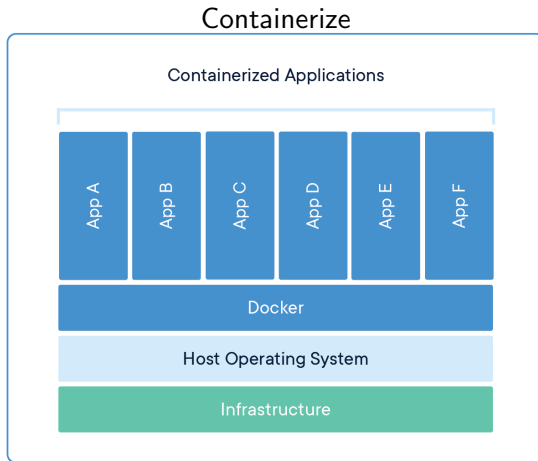 Containerize
Containerized Applications
App A
App B
App C
App D
App E
App F
Docker
Host Operating System
Infrastructure